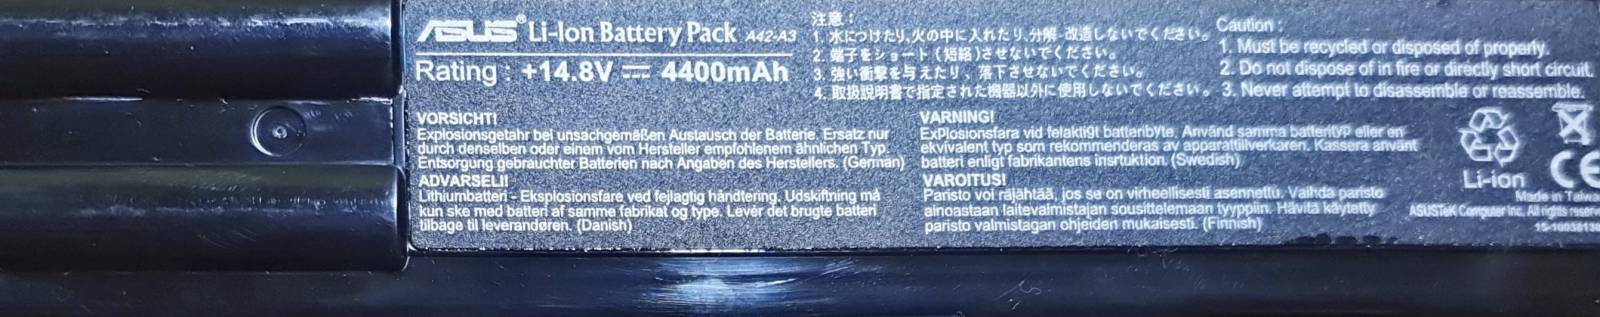 ASUS® Li-Ion Battery Pack A42-A3
Rating : +14.8V ⎓ 4400mAh
注意：
1. 水につけたり,火の中に入れたり,分解・改造しないでください。
2. 端子をショート (短絡)させないでください。
3. 強い衝撃を与えたり、落下させないでください。
4. 取扱説明書で指定された機器以外に使用しないでください。
Caution :
1. Must be recycled or disposed of properly.
2. Do not dispose of in fire or directly short circuit.
3. Never attempt to disassemble or reassemble.
VORSICHT!
Explosionsgetahr bei unsachgemäßen Austausch der Batterie. Ersatz nur
durch denselben oder einem vom Hersteller empfohlenem ähnlichen Typ.
Entsorgung gebrauchter Batterien nach Angaben des Herstellers. (German)
ADVARSELI!
Lithiumbatteri - Eksplosionsfare ved fejlagtig håndtering. Udskiftning må
kun ske med batteri af samme fabrikat og type. Levér det brugte batteri
tilbage til leverandøren. (Danish)
VARNING!
ExPlosionsfara vid felaktigt batteribyte. Använd samma batterityp eller en
ekvivalent typ som rekommenderas av apparattillverkaren. Kassera använt
batteri enligt fabrikantens insrtuktion. (Swedish)
VAROITUS!
Paristo voi räjähtää, jos se on virheellisesti asennettu. Vaihda paristo
ainoastaan laitevalmistajan sousittelemaan tyyppiin. Hävitä käytetty
paristo valmistagan ohjeiden mukaisesti. (Finnish)
Li-ion
CE
Made in Taiwa
ASUSTeK Computer Inc. All rights reserv